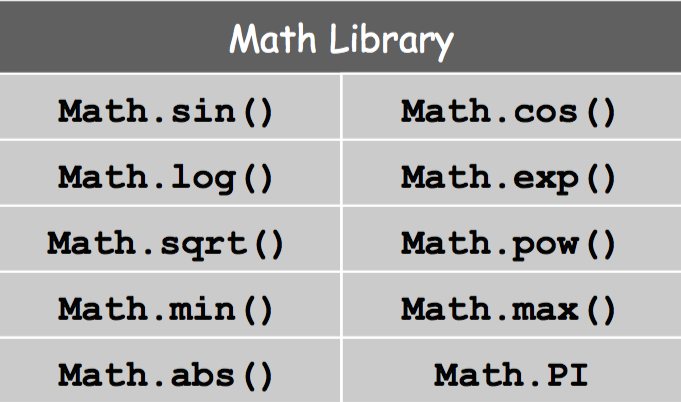 Math Library
Math.sin() Math.cos()
Math.log() Math.exp()
Math.sqrt() Math.pow()
Math.min() Math.max()
Math.abs() Math.PI